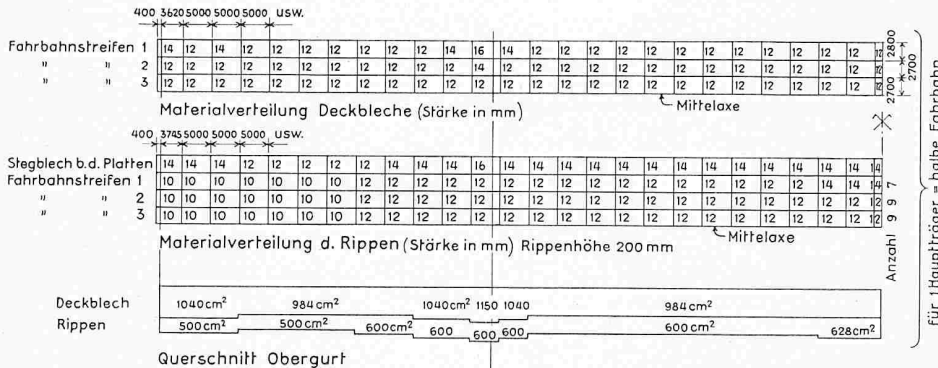 400 3620 5000 5000 5000 usw.
Fahrbahnstreifen 1 14 12 14 12 12 12 12 12 12 12 14 16 14 12 12 12 12 12 12 12 12 12 12 12 12 2800
" " 2 12 12 12 12 12 12 12 12 12 12 12 14 12 12 12 12 12 12 12 12 12 12 12 12 2700
" " 3 12 12 12 12 12 12 12 12 12 12 12 12 12 12 12 12 12 12 12 12 12 12 12 12 2700
Materialverteilung Deckbleche (Stärke in mm)
Mittelaxe
400 3745 5000 5000 5000 usw.
Stegblech b.d. Platten 14 14 14 12 12 12 12 12 14 14 14 16 14 14 14 14 14 14 14 14 14 14 14 14 14
Fahrbahnstreifen 1 10 10 10 10 10 10 10 12 12 12 12 12 12 12 12 12 12 12 12 12 12 14 14 14 7
" " 2 10 10 10 10 10 10 10 12 12 12 12 12 12 12 12 12 12 12 12 12 12 12 12 12 12 9
" " 3 10 10 10 10 10 10 10 12 12 12 12 12 12 12 12 12 12 12 12 12 12 12 12 12 12 9
Anzahl
Materialverteilung d. Rippen (Stärke in mm) Rippenhöhe 200 mm
Mittelaxe
Deckblech 1040 cm² 984 cm² 1040 cm² 1150 1040 984 cm²
Rippen 500 cm² 500 cm² 600 cm² 600 600 600 600 cm² 628 cm²
Querschnitt Obergurt
für 1 Hauptträger = halbe Fahrbahn